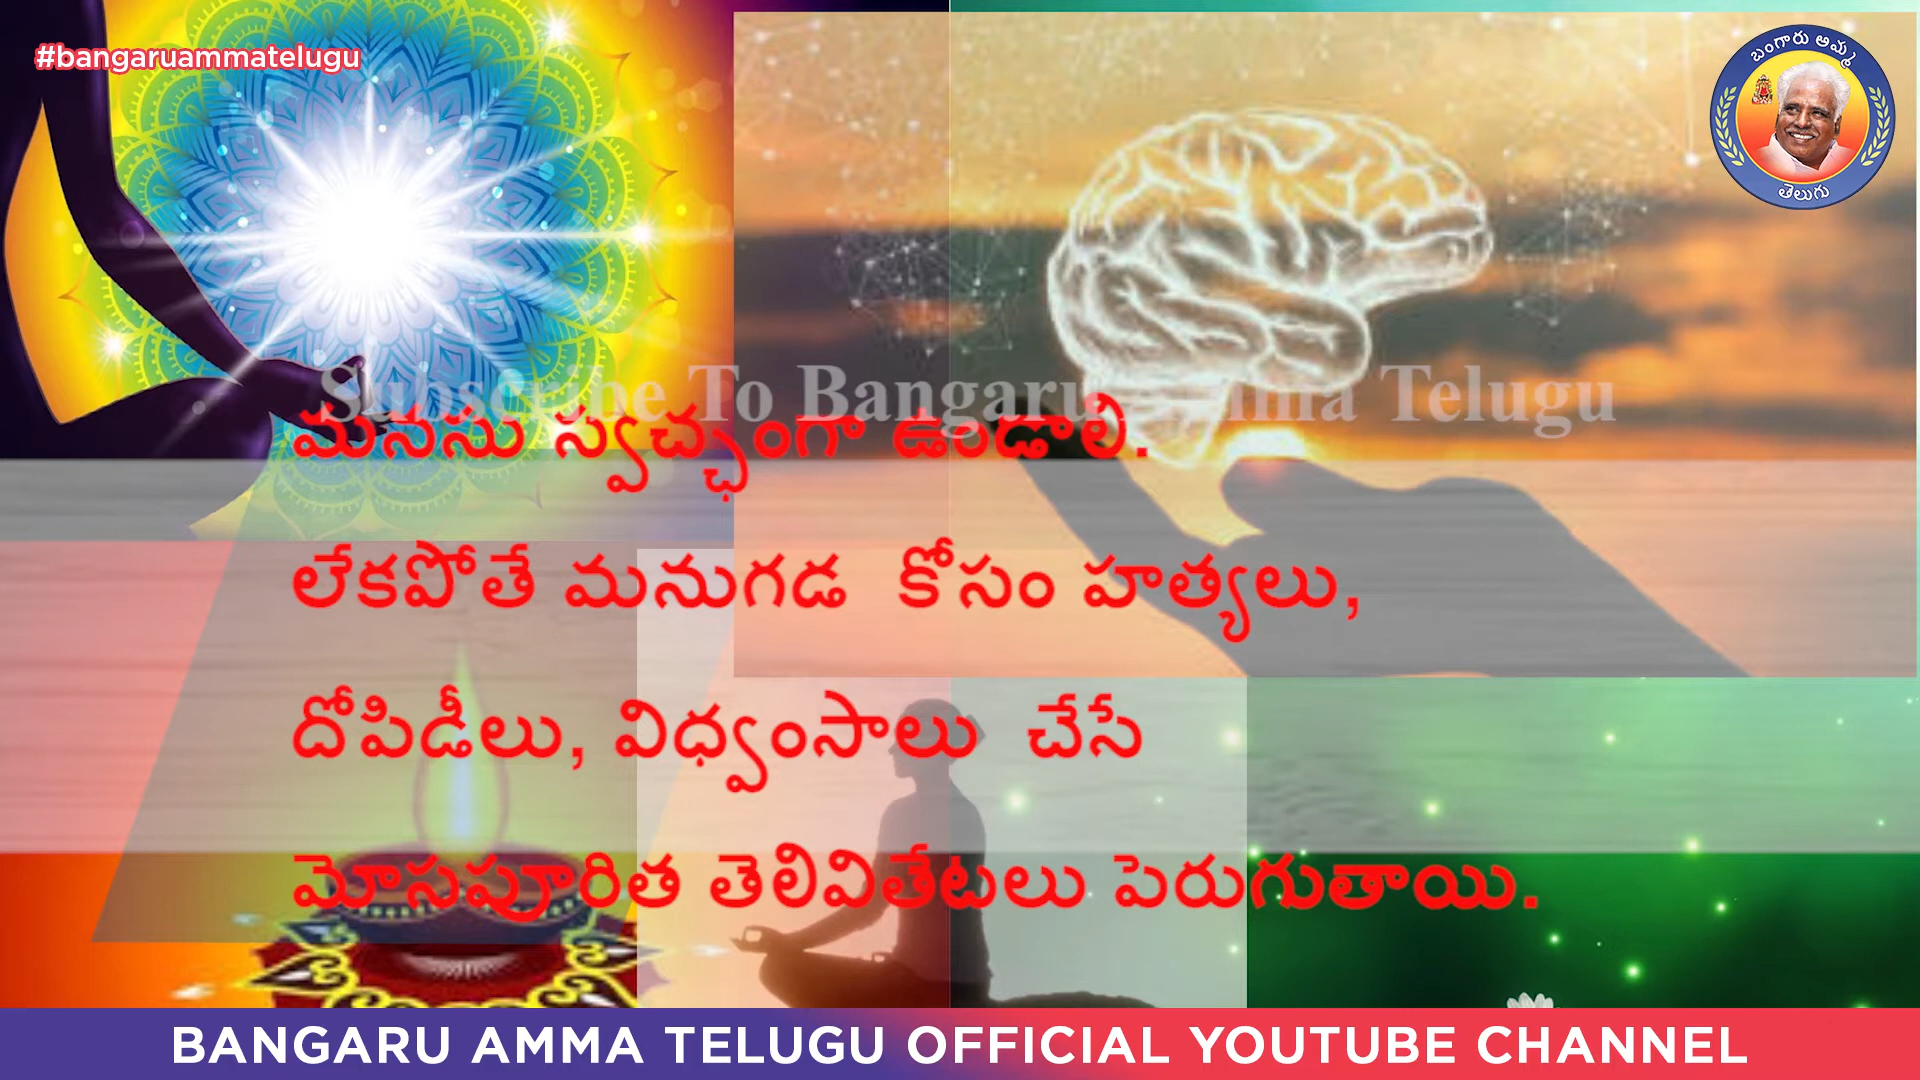 #bangaruammatelugu
బంగారు అమ్మ
తెలుగు
Subscribe To Bangaru Amma Telugu
మనసు స్వచ్ఛంగా ఉండాలి.
లేకపోతే మనుగడ కోసం హత్యలు,
దోపిడీలు, విధ్వంసాలు చేసే
మోసపూరిత తెలివితేటలు పెరుగుతాయి.
BANGARU AMMA TELUGU OFFICIAL YOUTUBE CHANNEL